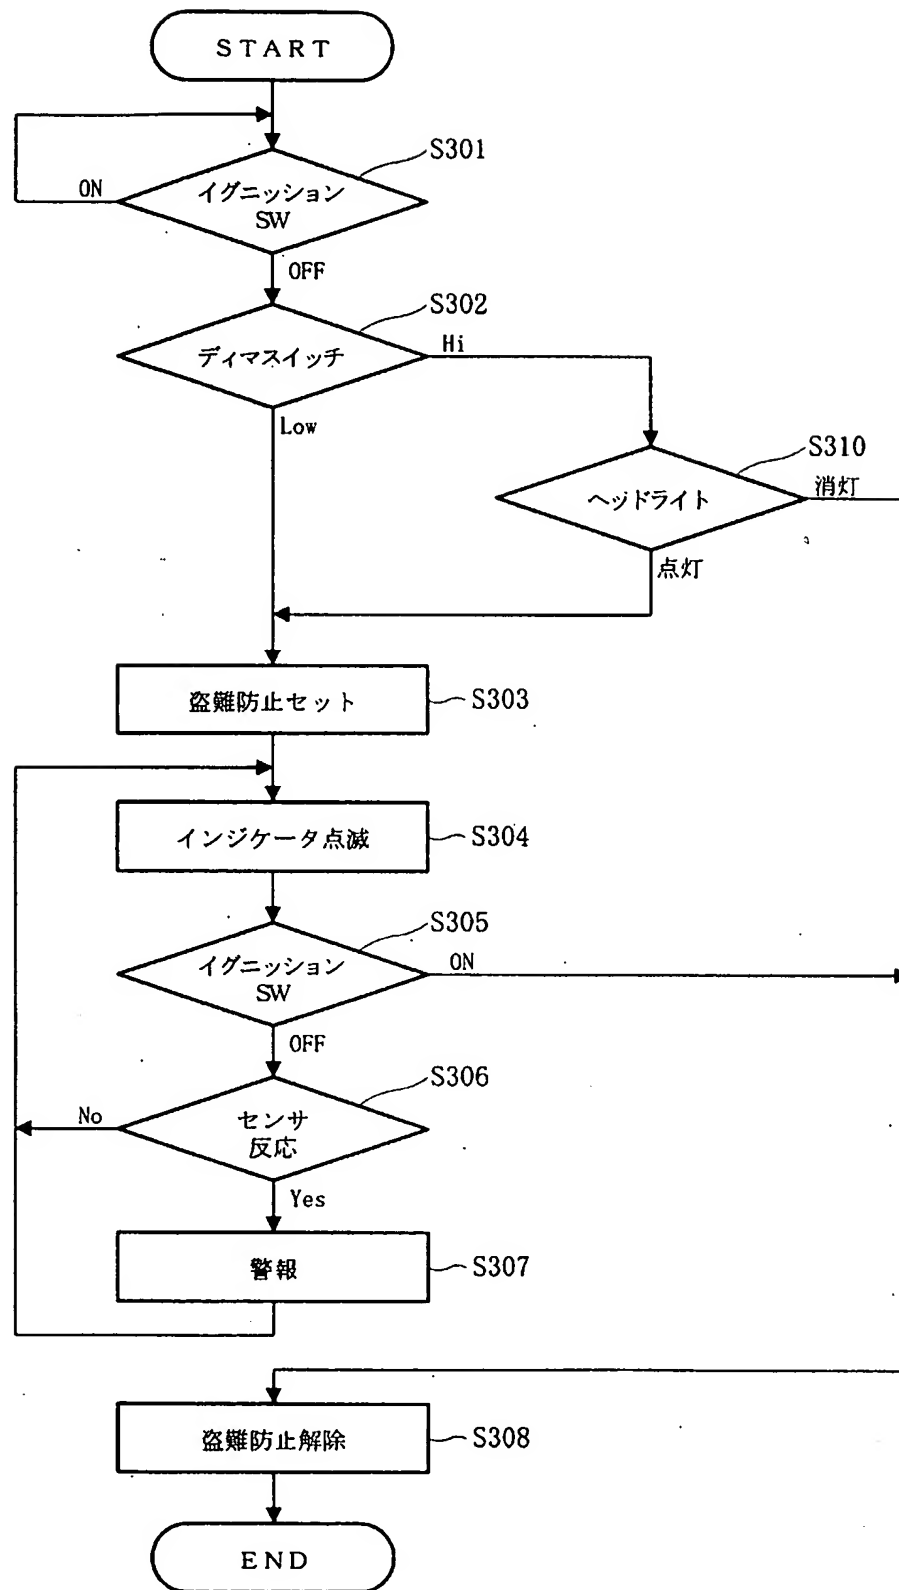 START
S301
ON
イグニッション
SW
OFF
S302
ディマスイッチ
Hi
Low
S310
ヘッドライト
消灯
点灯
盗難防止セット
S303
インジケータ点滅
S304
S305
イグニッション
SW
ON
OFF
S306
No
センサ
反応
Yes
警報
S307
盗難防止解除
S308
END